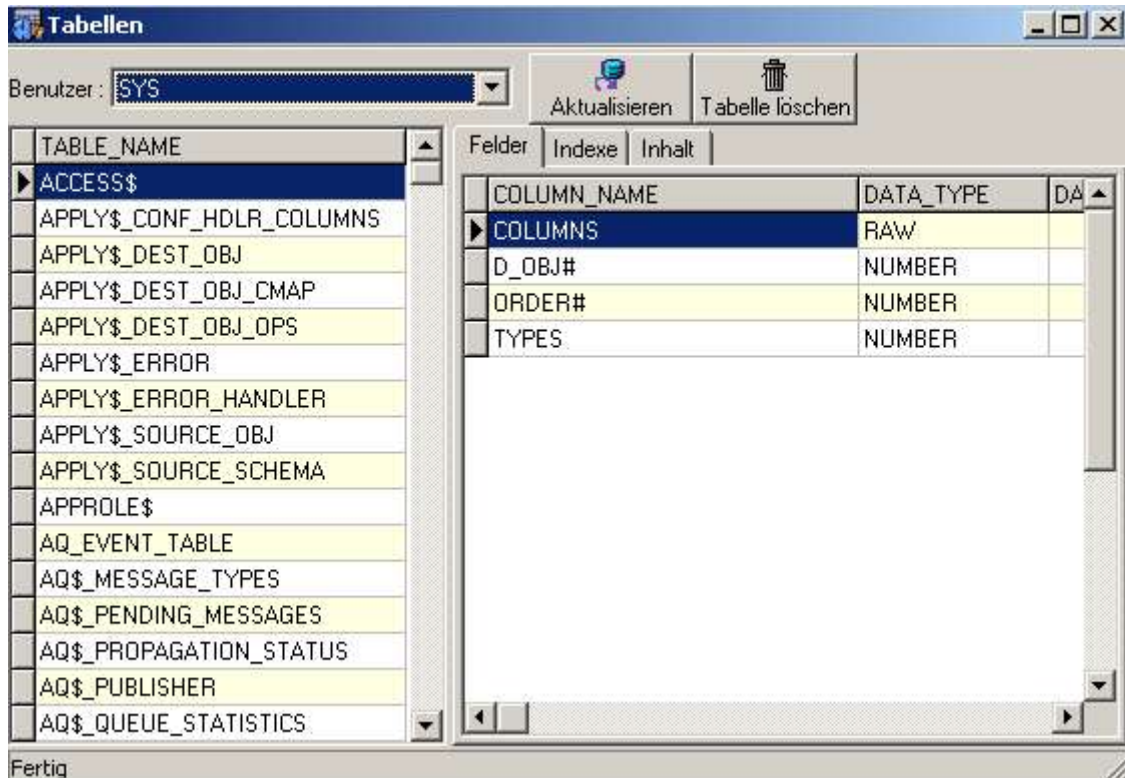 Tabellen
Benutzer : SYS
Aktualisieren
Tabelle löschen
TABLE_NAME
ACCESS$
APPLY$_CONF_HDLR_COLUMNS
APPLY$_DEST_OBJ
APPLY$_DEST_OBJ_CMAP
APPLY$_DEST_OBJ_OPS
APPLY$_ERROR
APPLY$_ERROR_HANDLER
APPLY$_SOURCE_OBJ
APPLY$_SOURCE_SCHEMA
APPROLE$
AQ_EVENT_TABLE
AQ$_MESSAGE_TYPES
AQ$_PENDING_MESSAGES
AQ$_PROPAGATION_STATUS
AQ$_PUBLISHER
AQ$_QUEUE_STATISTICS
Felder Indexe Inhalt
COLUMN_NAME DATA_TYPE DA
COLUMNS RAW
D_OBJ# NUMBER
ORDER# NUMBER
TYPES NUMBER
Fertig